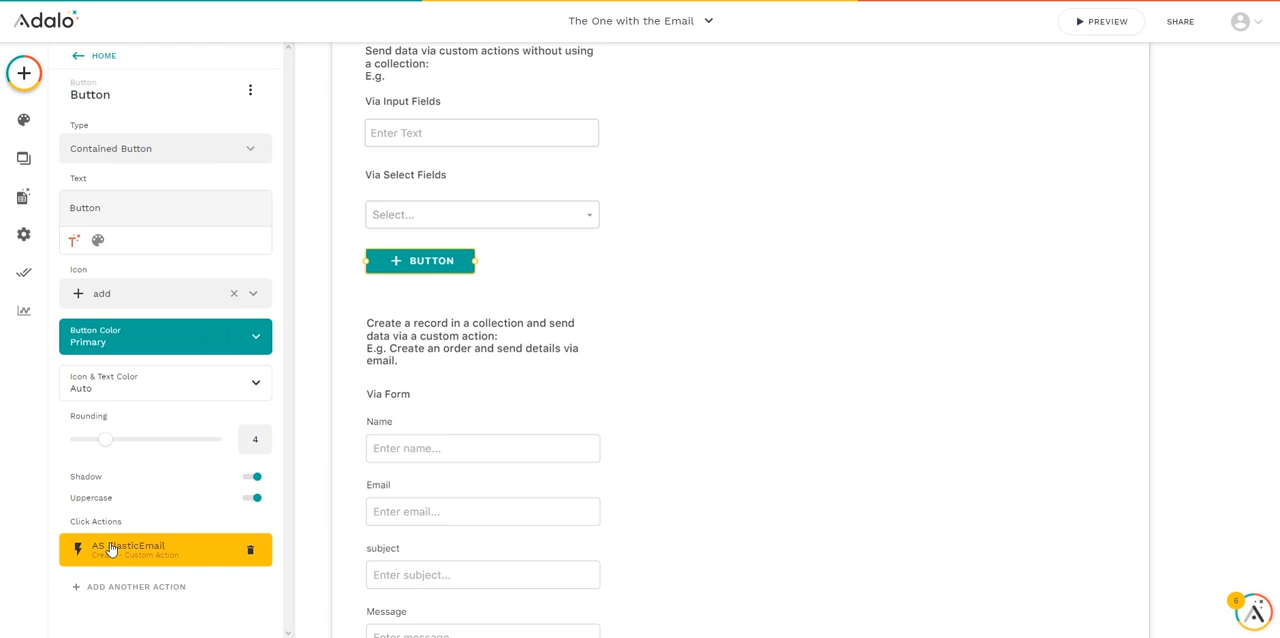 Adalo
The One with the Email
PREVIEW
SHARE
HOME
Button
Button
Type
Contained Button
Text
Button
Icon
add
Button Color
Primary
Icon & Text Color
Auto
Rounding
4
Shadow
Uppercase
Click Actions
AS ElasticEmail
Create - Custom Action
ADD ANOTHER ACTION
Send data via custom actions without using
a collection:
E.g.
Via Input Fields
Enter Text
Via Select Fields
Select...
BUTTON
Create a record in a collection and send
data via a custom action:
E.g. Create an order and send details via
email.
Via Form
Name
Enter name...
Email
Enter email...
subject
Enter subject...
Message
Enter message...
6